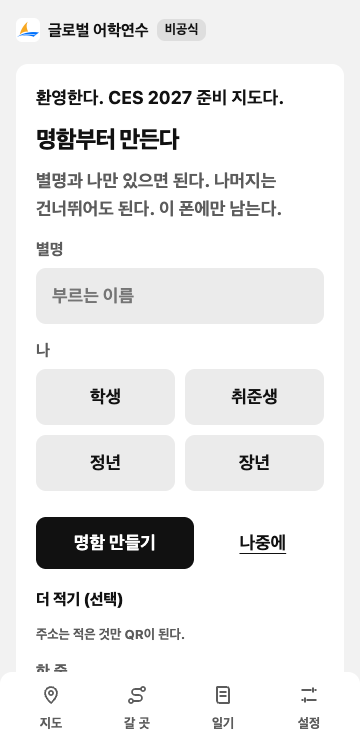 글로벌 어학연수 비공식
환영한다. CES 2027 준비 지도다.
명함부터 만든다
별명과 나만 있으면 된다. 나머지는
건너뛰어도 된다. 이 폰에만 남는다.
별명
부르는 이름
나
학생 취준생
정년 장년
명함 만들기 나중에
더 적기 (선택)
주소는 적은 것만 QR이 된다.
한 줄
지도 갈 곳 일기 설정